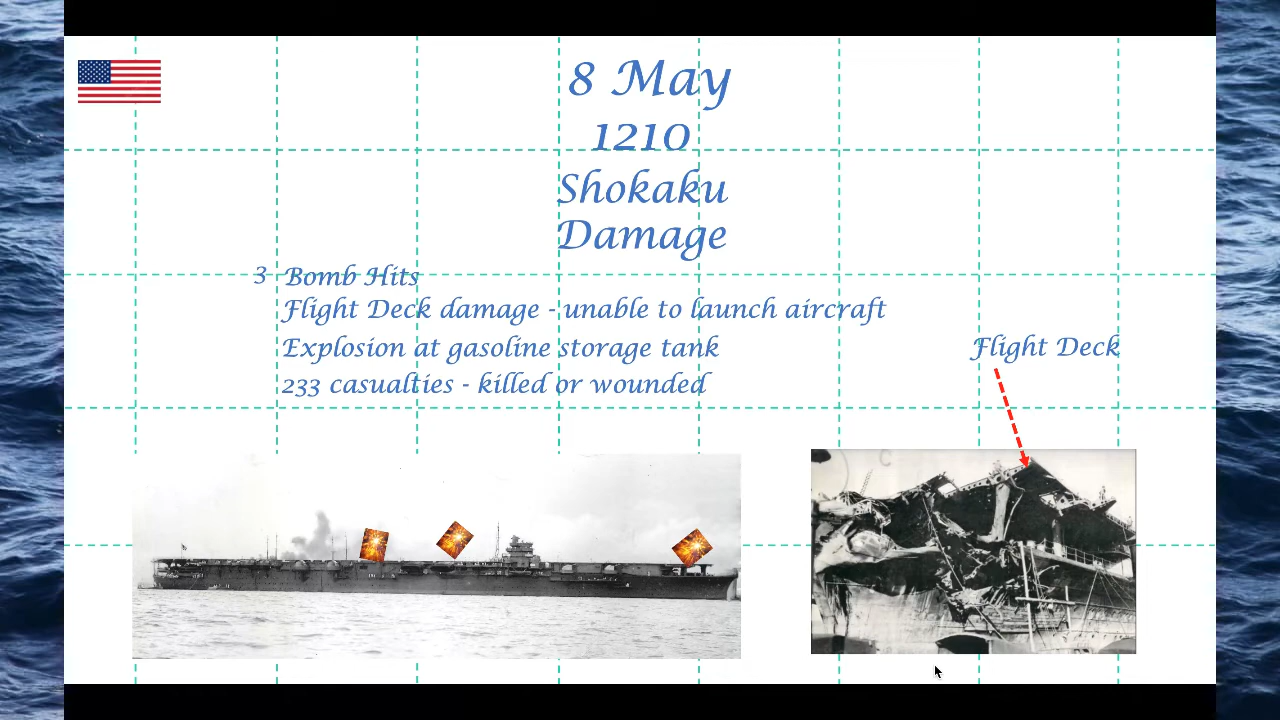 8 May
1210
Shokaku
Damage
3 Bomb Hits
Flight Deck damage - unable to launch aircraft
Explosion at gasoline storage tank
233 casualties - killed or wounded
Flight Deck